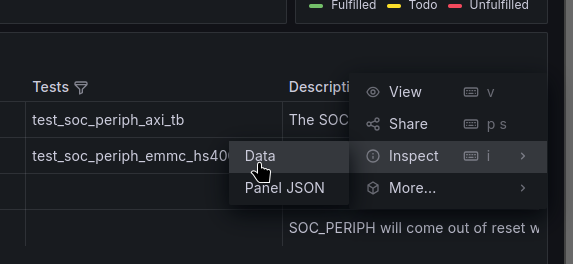 Fulfilled Todo Unfulfilled
Tests
test_soc_periph_axi_tb The SOC
test_soc_periph_emmc_hs40
SOC_PERIPH will come out of reset w
View v
Share p s
Inspect i
More...
Data
Panel JSON